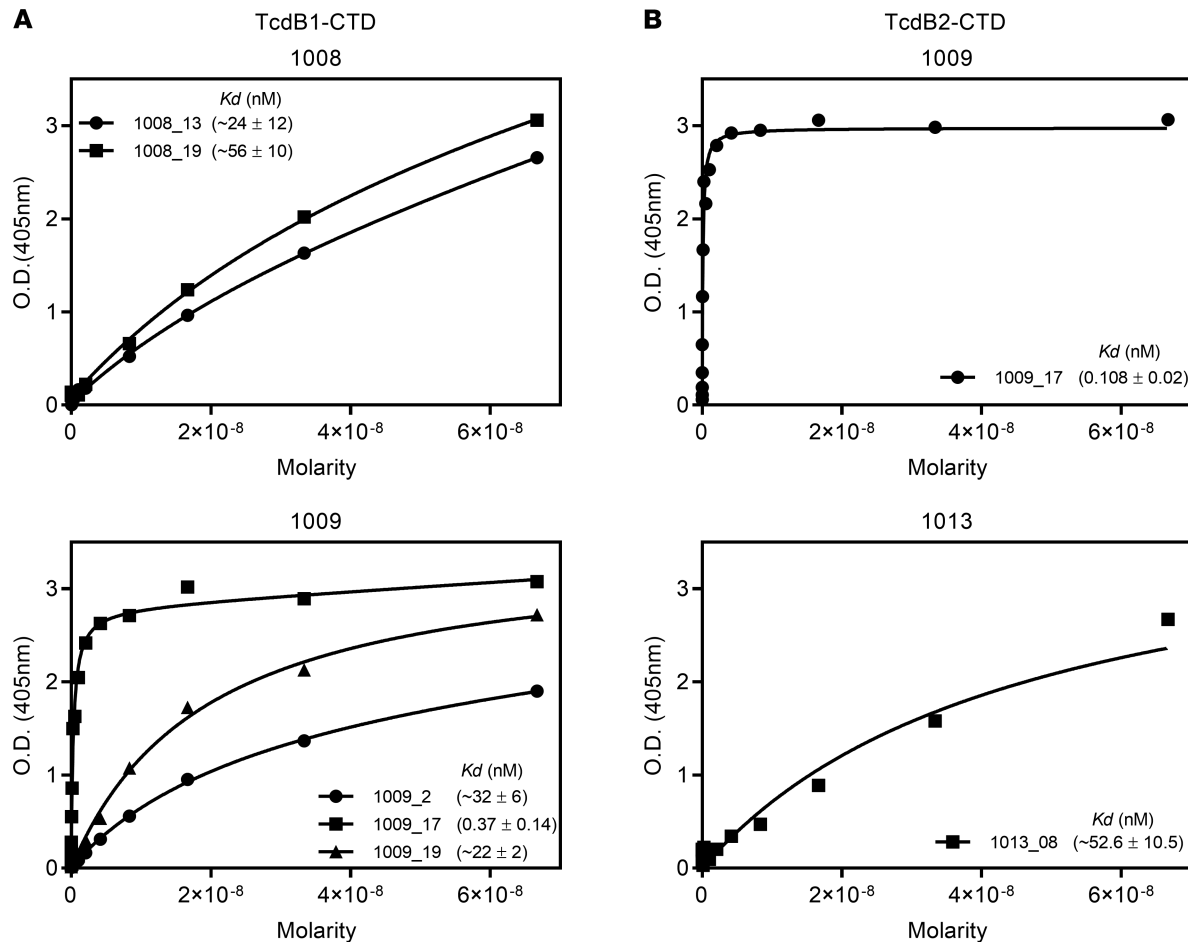 A
TcdB1-CTD
1008
Kd (nM)
1008_13 (~24 ± 12)
1008_19 (~56 ± 10)
O.D.(405nm)
3
2
1
0
0 2×10⁻⁸ 4×10⁻⁸ 6×10⁻⁸
Molarity
1009
O.D. (405nm)
3
2
1
0
Kd (nM)
1009_2 (~32 ± 6)
1009_17 (0.37 ± 0.14)
1009_19 (~22 ± 2)
0 2×10⁻⁸ 4×10⁻⁸ 6×10⁻⁸
Molarity
B
TcdB2-CTD
1009
O.D. (405nm)
3
2
1
0
Kd (nM)
1009_17 (0.108 ± 0.02)
0 2×10⁻⁸ 4×10⁻⁸ 6×10⁻⁸
Molarity
1013
O.D. (405nm)
3
2
1
0
Kd (nM)
1013_08 (~52.6 ± 10.5)
0 2×10⁻⁸ 4×10⁻⁸ 6×10⁻⁸
Molarity